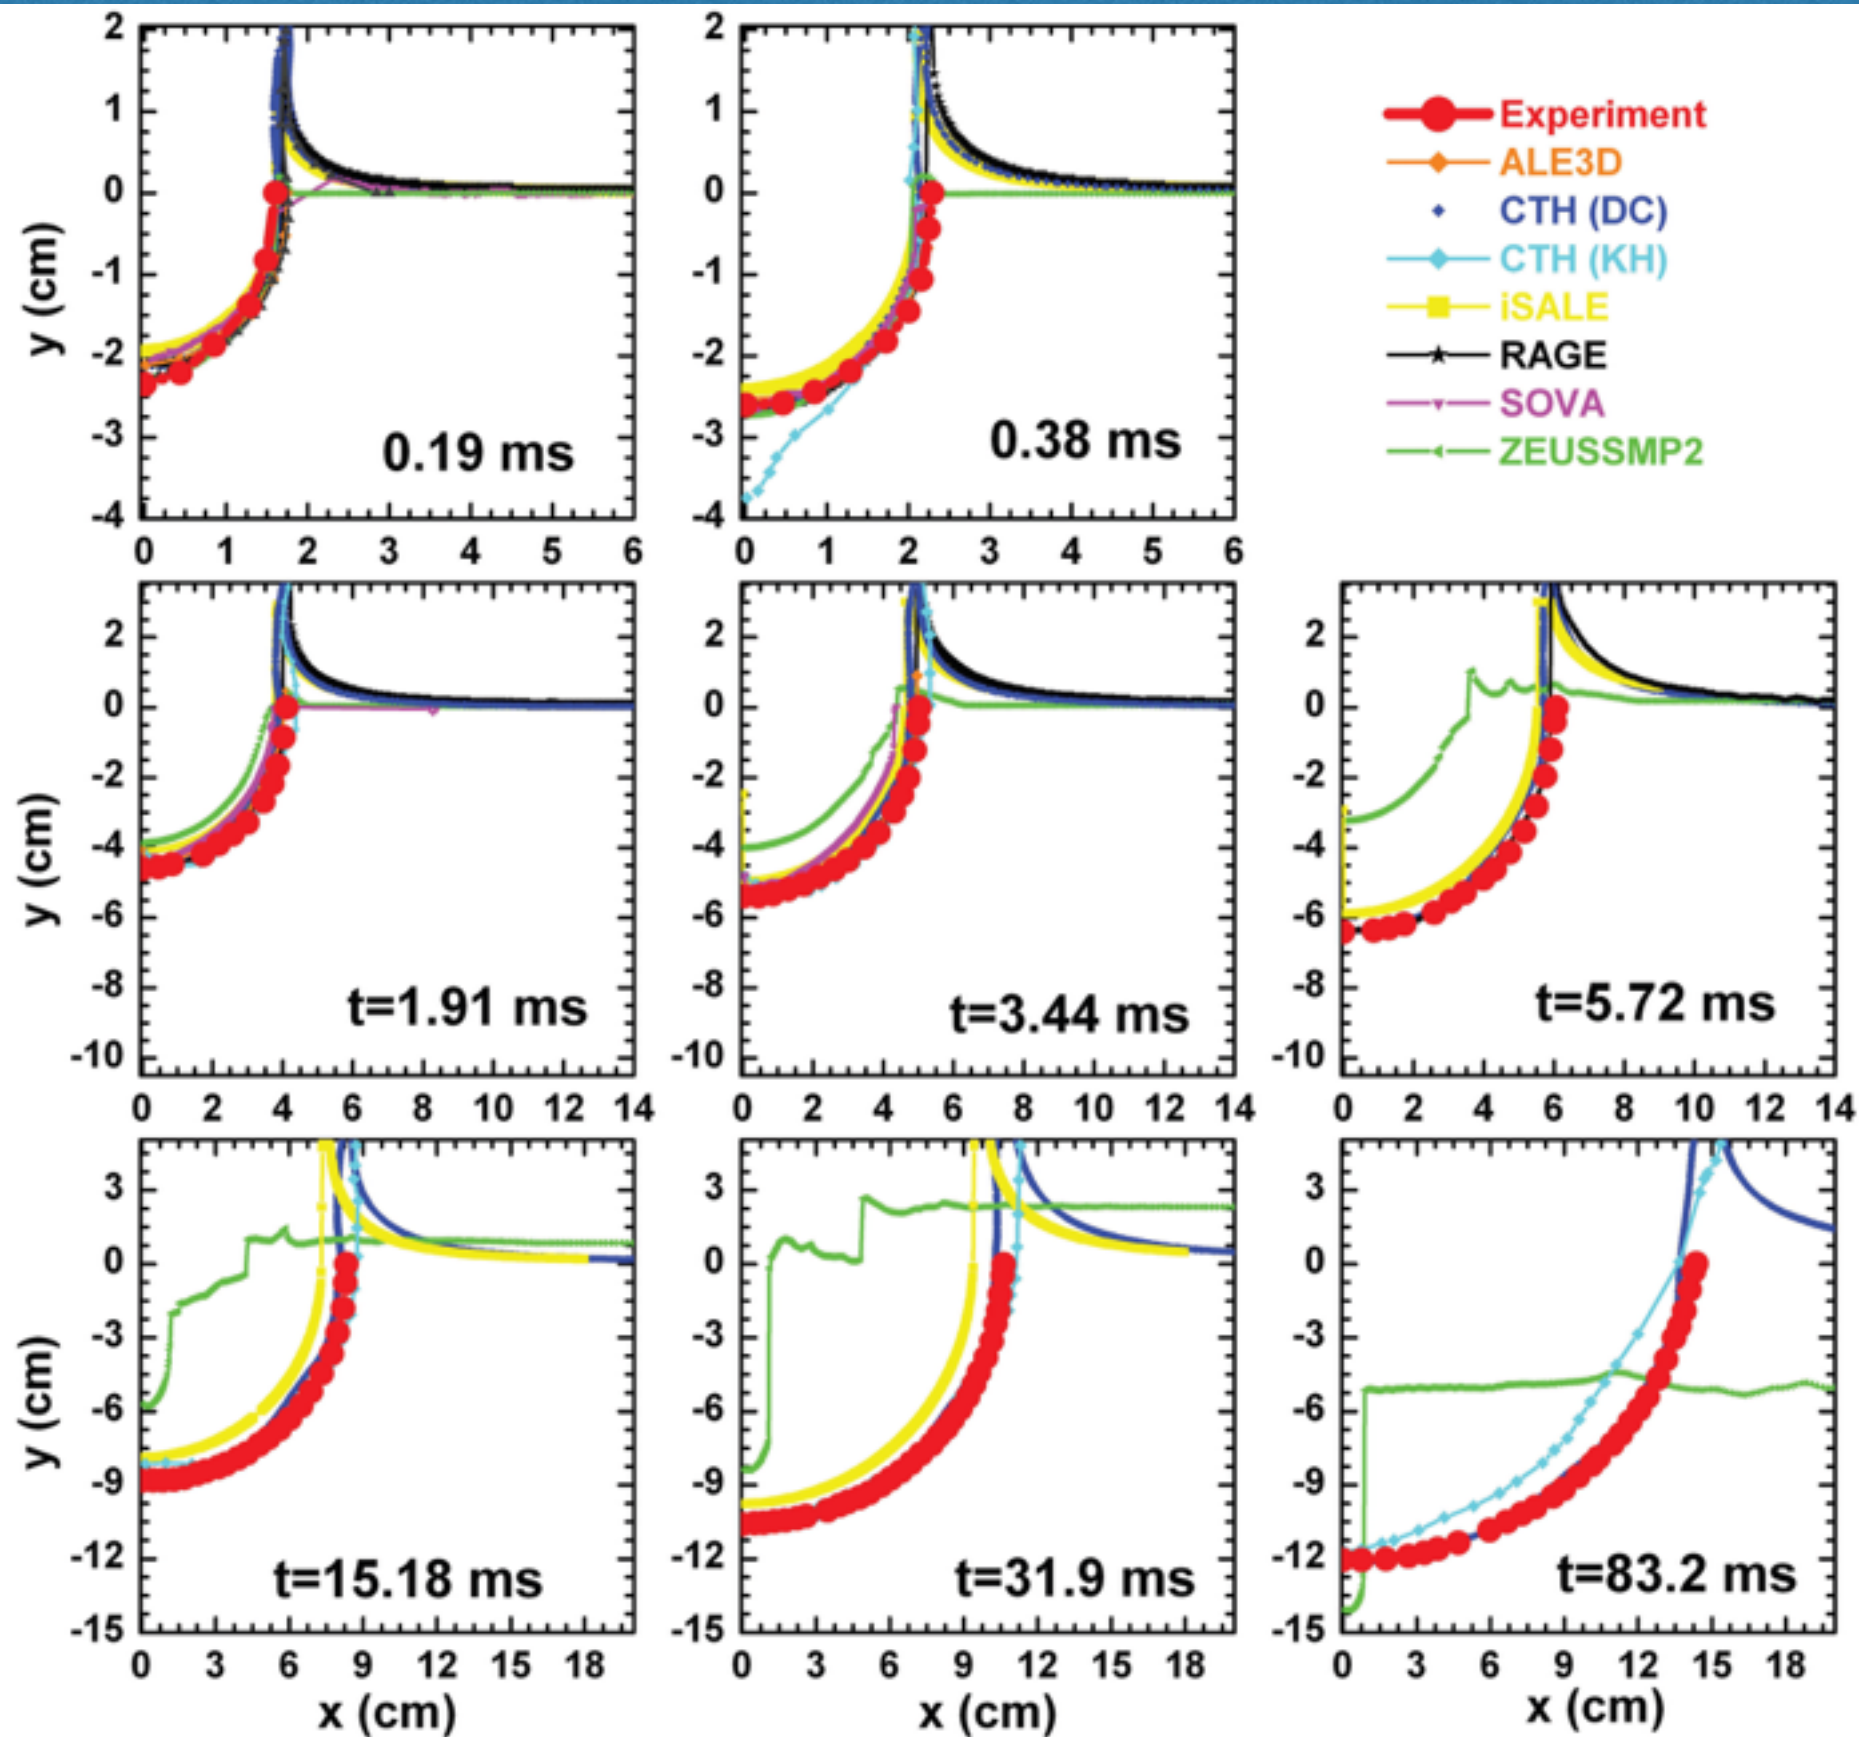 2
1
0
-1
-2
-3
-4
y (cm)
0.19 ms
0 1 2 3 4 5 6
2
1
0
-1
-2
-3
-4
0.38 ms
0 1 2 3 4 5 6
Experiment
ALE3D
CTH (DC)
CTH (KH)
iSALE
RAGE
SOVA
ZEUSSMP2
2
0
-2
-4
-6
-8
-10
y (cm)
t=1.91 ms
0 2 4 6 8 10 12 14
2
0
-2
-4
-6
-8
-10
t=3.44 ms
0 2 4 6 8 10 12 14
2
0
-2
-4
-6
-8
-10
t=5.72 ms
0 2 4 6 8 10 12 14
3
0
-3
-6
-9
-12
-15
y (cm)
t=15.18 ms
0 3 6 9 12 15 18
x (cm)
3
0
-3
-6
-9
-12
-15
t=31.9 ms
0 3 6 9 12 15 18
x (cm)
3
0
-3
-6
-9
-12
-15
t=83.2 ms
0 3 6 9 12 15 18
x (cm)